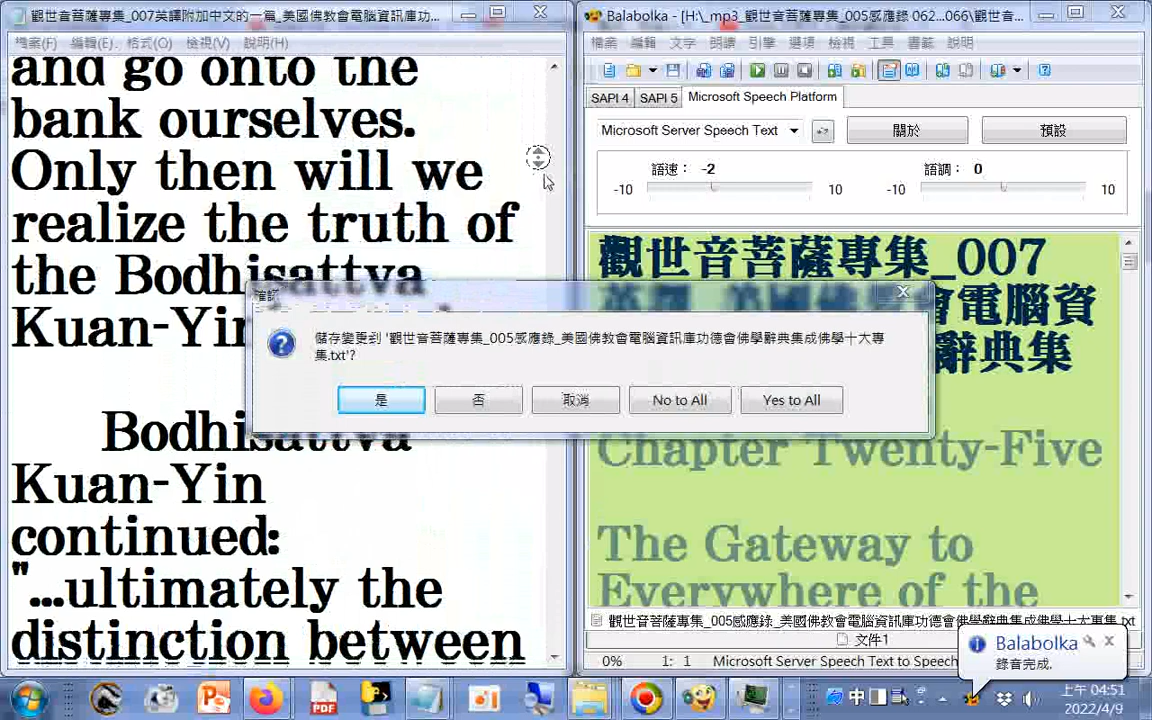 觀世音菩薩專集_007英譯附加中文的一篇_美國佛教會電腦資訊庫功...
檔案(F) 編輯(E) 格式(O) 檢視(V) 說明(H)
and go onto the
bank ourselves.
Only then will we
realize the truth of
the Bodhisattva
Kuan-Yin
Bodhisattva
Kuan-Yin
continued:
"...ultimately the
distinction between
Balabolka - [H:\_mp3_觀世音菩薩專集_005感應錄 062...066\觀世音...
檔案 編輯 文字 朗讀 引擎 選項 檢視 工具 書籤 說明
SAPI 4 SAPI 5 Microsoft Speech Platform
Microsoft Server Speech Text 關於 預設
語速: -2 語調: 0
-10 10 -10 10
觀世音菩薩專集_007
會電腦資
辭典集
Chapter Twenty-Five
The Gateway to
Everywhere of the
觀世音菩薩專集_005感應錄_美國佛教會電腦資訊庫功德會佛學辭典集成佛學十大專集.txt
文件1
0% 1: 1 Microsoft Server Speech Text to Speech
確認
儲存變更到 '觀世音菩薩專集_005感應錄_美國佛教會電腦資訊庫功德會佛學辭典集成佛學十大專
集.txt'?
是 否 取消 No to All Yes to All
Balabolka
錄音完成.
中
上午 04:51
2022/4/9